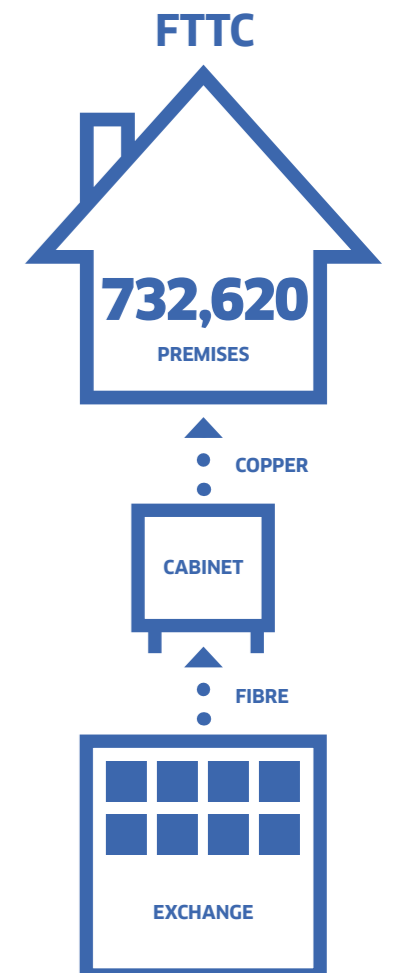 FTTC
732,620
PREMISES
COPPER
CABINET
FIBRE
EXCHANGE